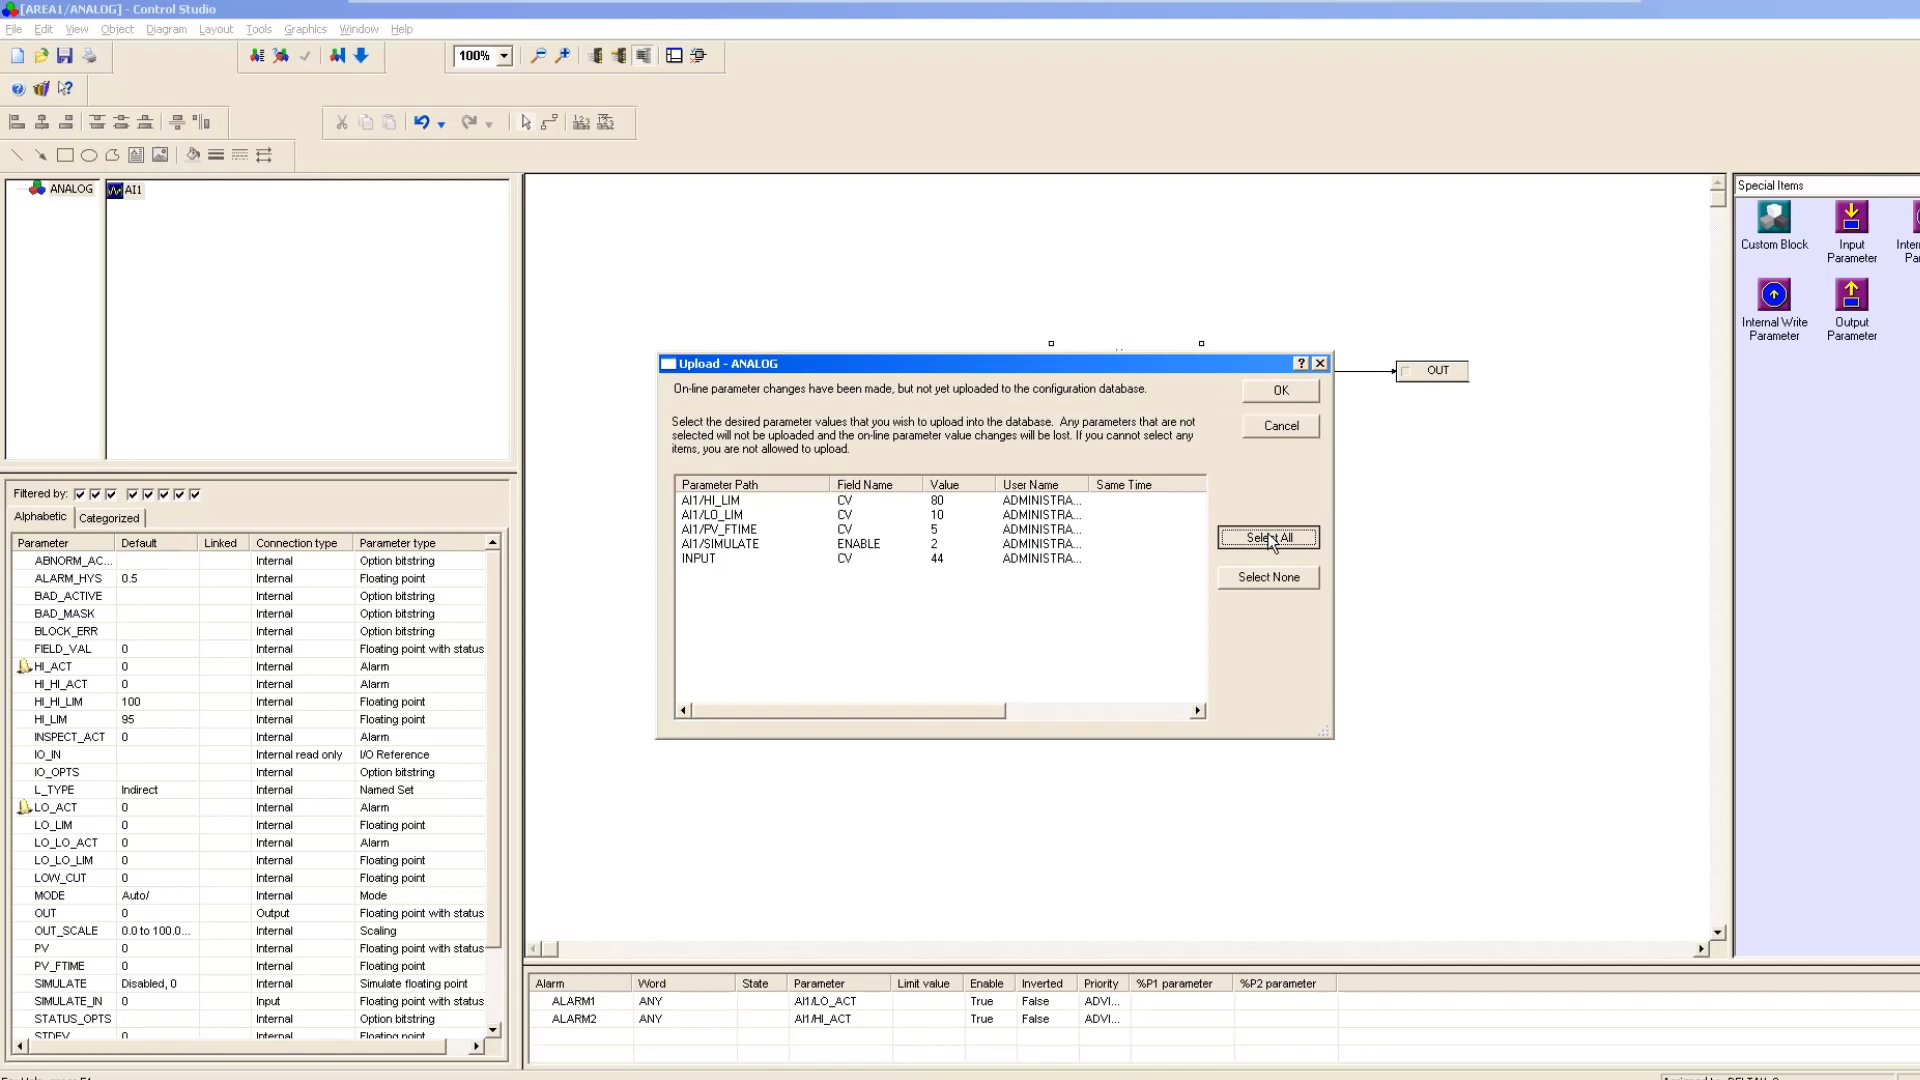 [AREA1/ANALOG] - Control Studio
File Edit View Object Diagram Layout Tools Graphics Window Help
100%
ANALOG
AI1
Special Items
Custom Block
Input Parameter
Internal Write Parameter
Output Parameter
OUT
Upload - ANALOG
On-line parameter changes have been made, but not yet uploaded to the configuration database.
OK
Select the desired parameter values that you wish to upload into the database. Any parameters that are not
selected will not be uploaded and the on-line parameter value changes will be lost. If you cannot select any
items, you are not allowed to upload.
Cancel
Parameter Path Field Name Value User Name Same Time
AI1/HI_LIM CV 80 ADMINISTRA...
AI1/LO_LIM CV 10 ADMINISTRA...
AI1/PV_FTIME CV 5 ADMINISTRA...
AI1/SIMULATE ENABLE 2 ADMINISTRA...
INPUT CV 44 ADMINISTRA...
Select All
Select None
Filtered by:
Alphabetic Categorized
Parameter Default Linked Connection type Parameter type
ABNORM_AC... Internal Option bitstring
ALARM_HYS 0.5 Internal Floating point
BAD_ACTIVE Internal Option bitstring
BAD_MASK Internal Option bitstring
BLOCK_ERR Internal Option bitstring
FIELD_VAL 0 Internal Floating point with status
HI_ACT 0 Internal Alarm
HI_HI_ACT 0 Internal Alarm
HI_HI_LIM 100 Internal Floating point
HI_LIM 95 Internal Floating point
INSPECT_ACT 0 Internal Alarm
IO_IN Internal read only I/O Reference
IO_OPTS Internal Option bitstring
L_TYPE Indirect Internal Named Set
LO_ACT 0 Internal Alarm
LO_LIM 0 Internal Floating point
LO_LO_ACT 0 Internal Alarm
LO_LO_LIM 0 Internal Floating point
LOW_CUT 0 Internal Floating point
MODE Auto/ Internal Mode
OUT 0 Output Floating point with status
OUT_SCALE 0.0 to 100.0... Internal Scaling
PV 0 Internal Floating point with status
PV_FTIME 0 Internal Floating point
SIMULATE Disabled, 0 Internal Simulate floating point
SIMULATE_IN 0 Input Floating point with status
STATUS_OPTS Internal Option bitstring
STDEV 0 Internal Floating point
Alarm Word State Parameter Limit value Enable Inverted Priority %P1 parameter %P2 parameter
ALARM1 ANY AI1/LO_ACT True False ADVI...
ALARM2 ANY AI1/HI_ACT True False ADVI...